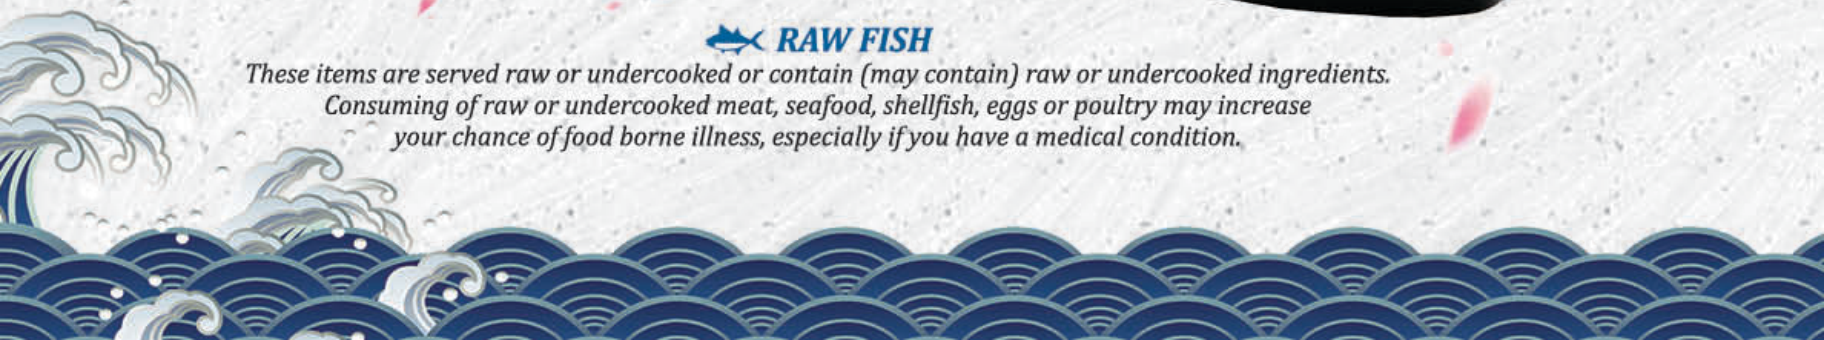 RAW FISH
These items are served raw or undercooked or contain (may contain) raw or undercooked ingredients.
Consuming of raw or undercooked meat, seafood, shellfish, eggs or poultry may increase
your chance of food borne illness, especially if you have a medical condition.